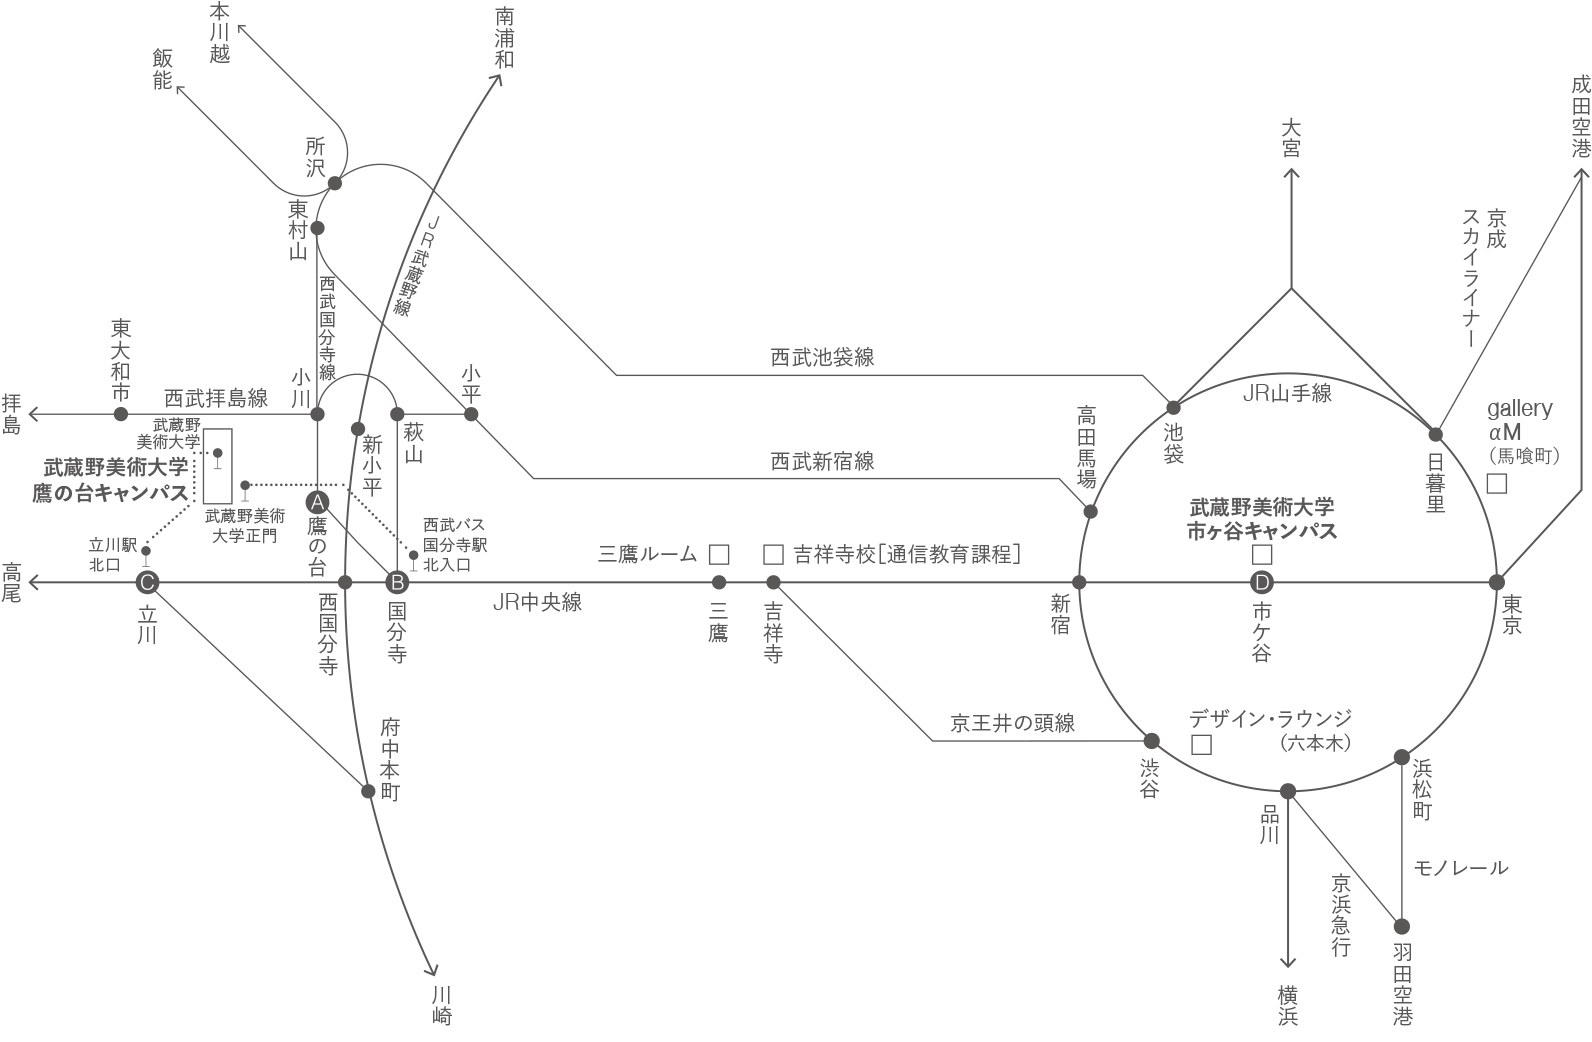 本川越
飯能
南浦和
所沢
東村山
JR武蔵野線
西武国分寺線
大宮
成田空港
京成
スカイライナー
西武池袋線
JR山手線
東大和市
拝島
西武拝島線
小川
小平
萩山
新小平
武蔵野
美術大学
武蔵野美術大学
鷹の台キャンパス
武蔵野美術
大学正門
A
鷹の台
西武バス
国分寺駅
北入口
立川駅
北口
西武新宿線
高田馬場
池袋
日暮里
gallery
αM
(馬喰町)
武蔵野美術大学
市ヶ谷キャンパス
高尾
C
立川
西国分寺
B
国分寺
JR中央線
三鷹ルーム
三鷹
吉祥寺校[通信教育課程]
吉祥寺
新宿
D
市ケ谷
東京
府中本町
京王井の頭線
渋谷
デザイン・ラウンジ
(六本木)
品川
浜松町
モノレール
京浜急行
羽田空港
川崎
横浜